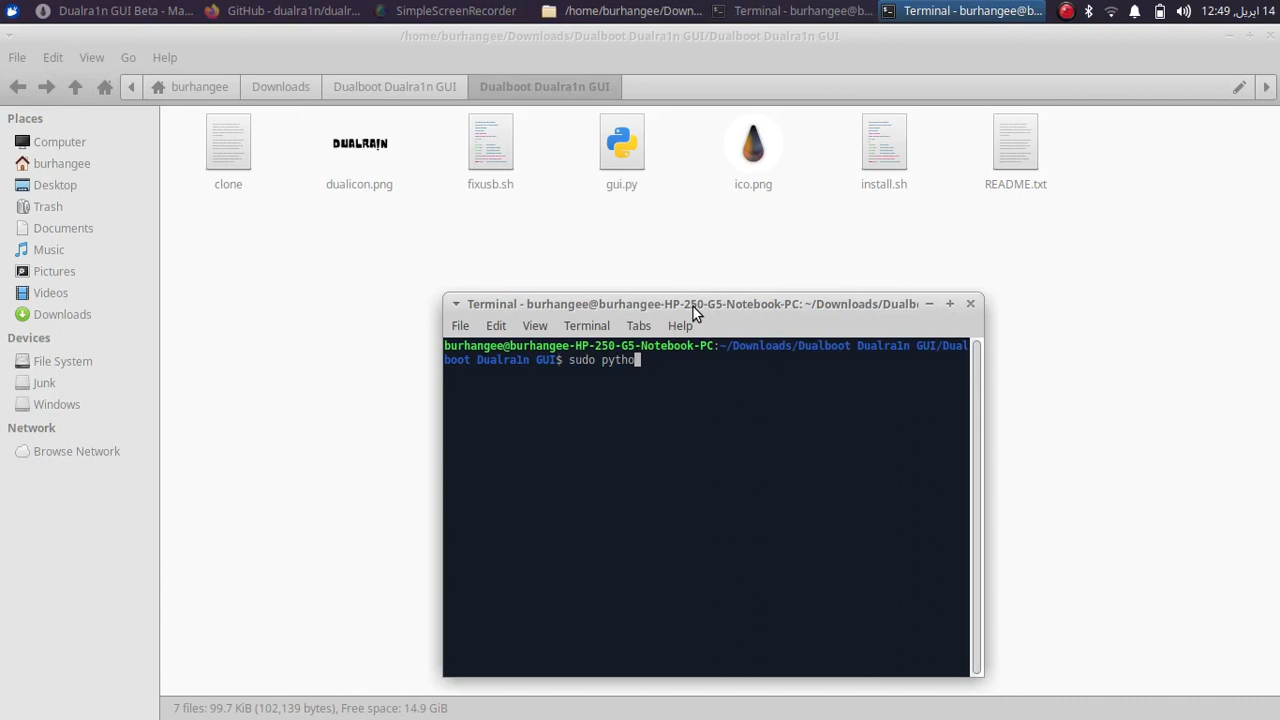 Dualra1n GUI Beta - Ma...
GitHub - dualra1n/dualr...
SimpleScreenRecorder
/home/burhangee/Down...
Terminal - burhangee@b...
Terminal - burhangee@b...
14 اپریل, 12:49
/home/burhangee/Downloads/Dualboot Dualra1n GUI/Dualboot Dualra1n GUI
File Edit View Go Help
burhangee Downloads Dualboot Dualra1n GUI Dualboot Dualra1n GUI
Places
Computer
burhangee
Desktop
Trash
Documents
Music
Pictures
Videos
Downloads
Devices
File System
Junk
Windows
Network
Browse Network
DUALRA1N
clone dualicon.png fixusb.sh gui.py ico.png install.sh README.txt
Terminal - burhangee@burhangee-HP-250-G5-Notebook-PC: ~/Downloads/Dualb
File Edit View Terminal Tabs Help
burhangee@burhangee-HP-250-G5-Notebook-PC:~/Downloads/Dualboot Dualra1n GUI/Dual
boot Dualra1n GUI$ sudo pytho
7 files: 99.7 KiB (102,139 bytes), Free space: 14.9 GiB